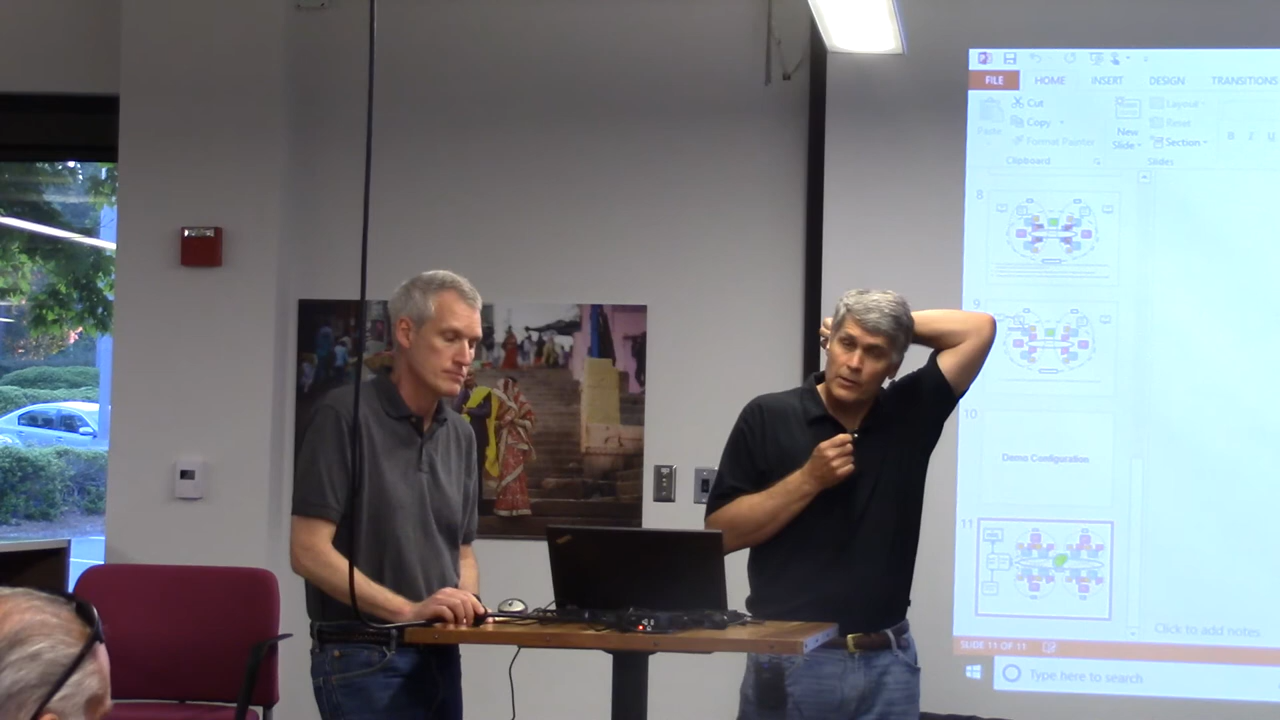 FILE HOME INSERT DESIGN TRANSITIONS
Cut
Copy
Format Painter
Paste
New
Slide
Layout
Reset
Section
B I U
Clipboard
Slides
8
9
10
Demo Configuration
11
Click to add notes
SLIDE 11 OF 11
Type here to search